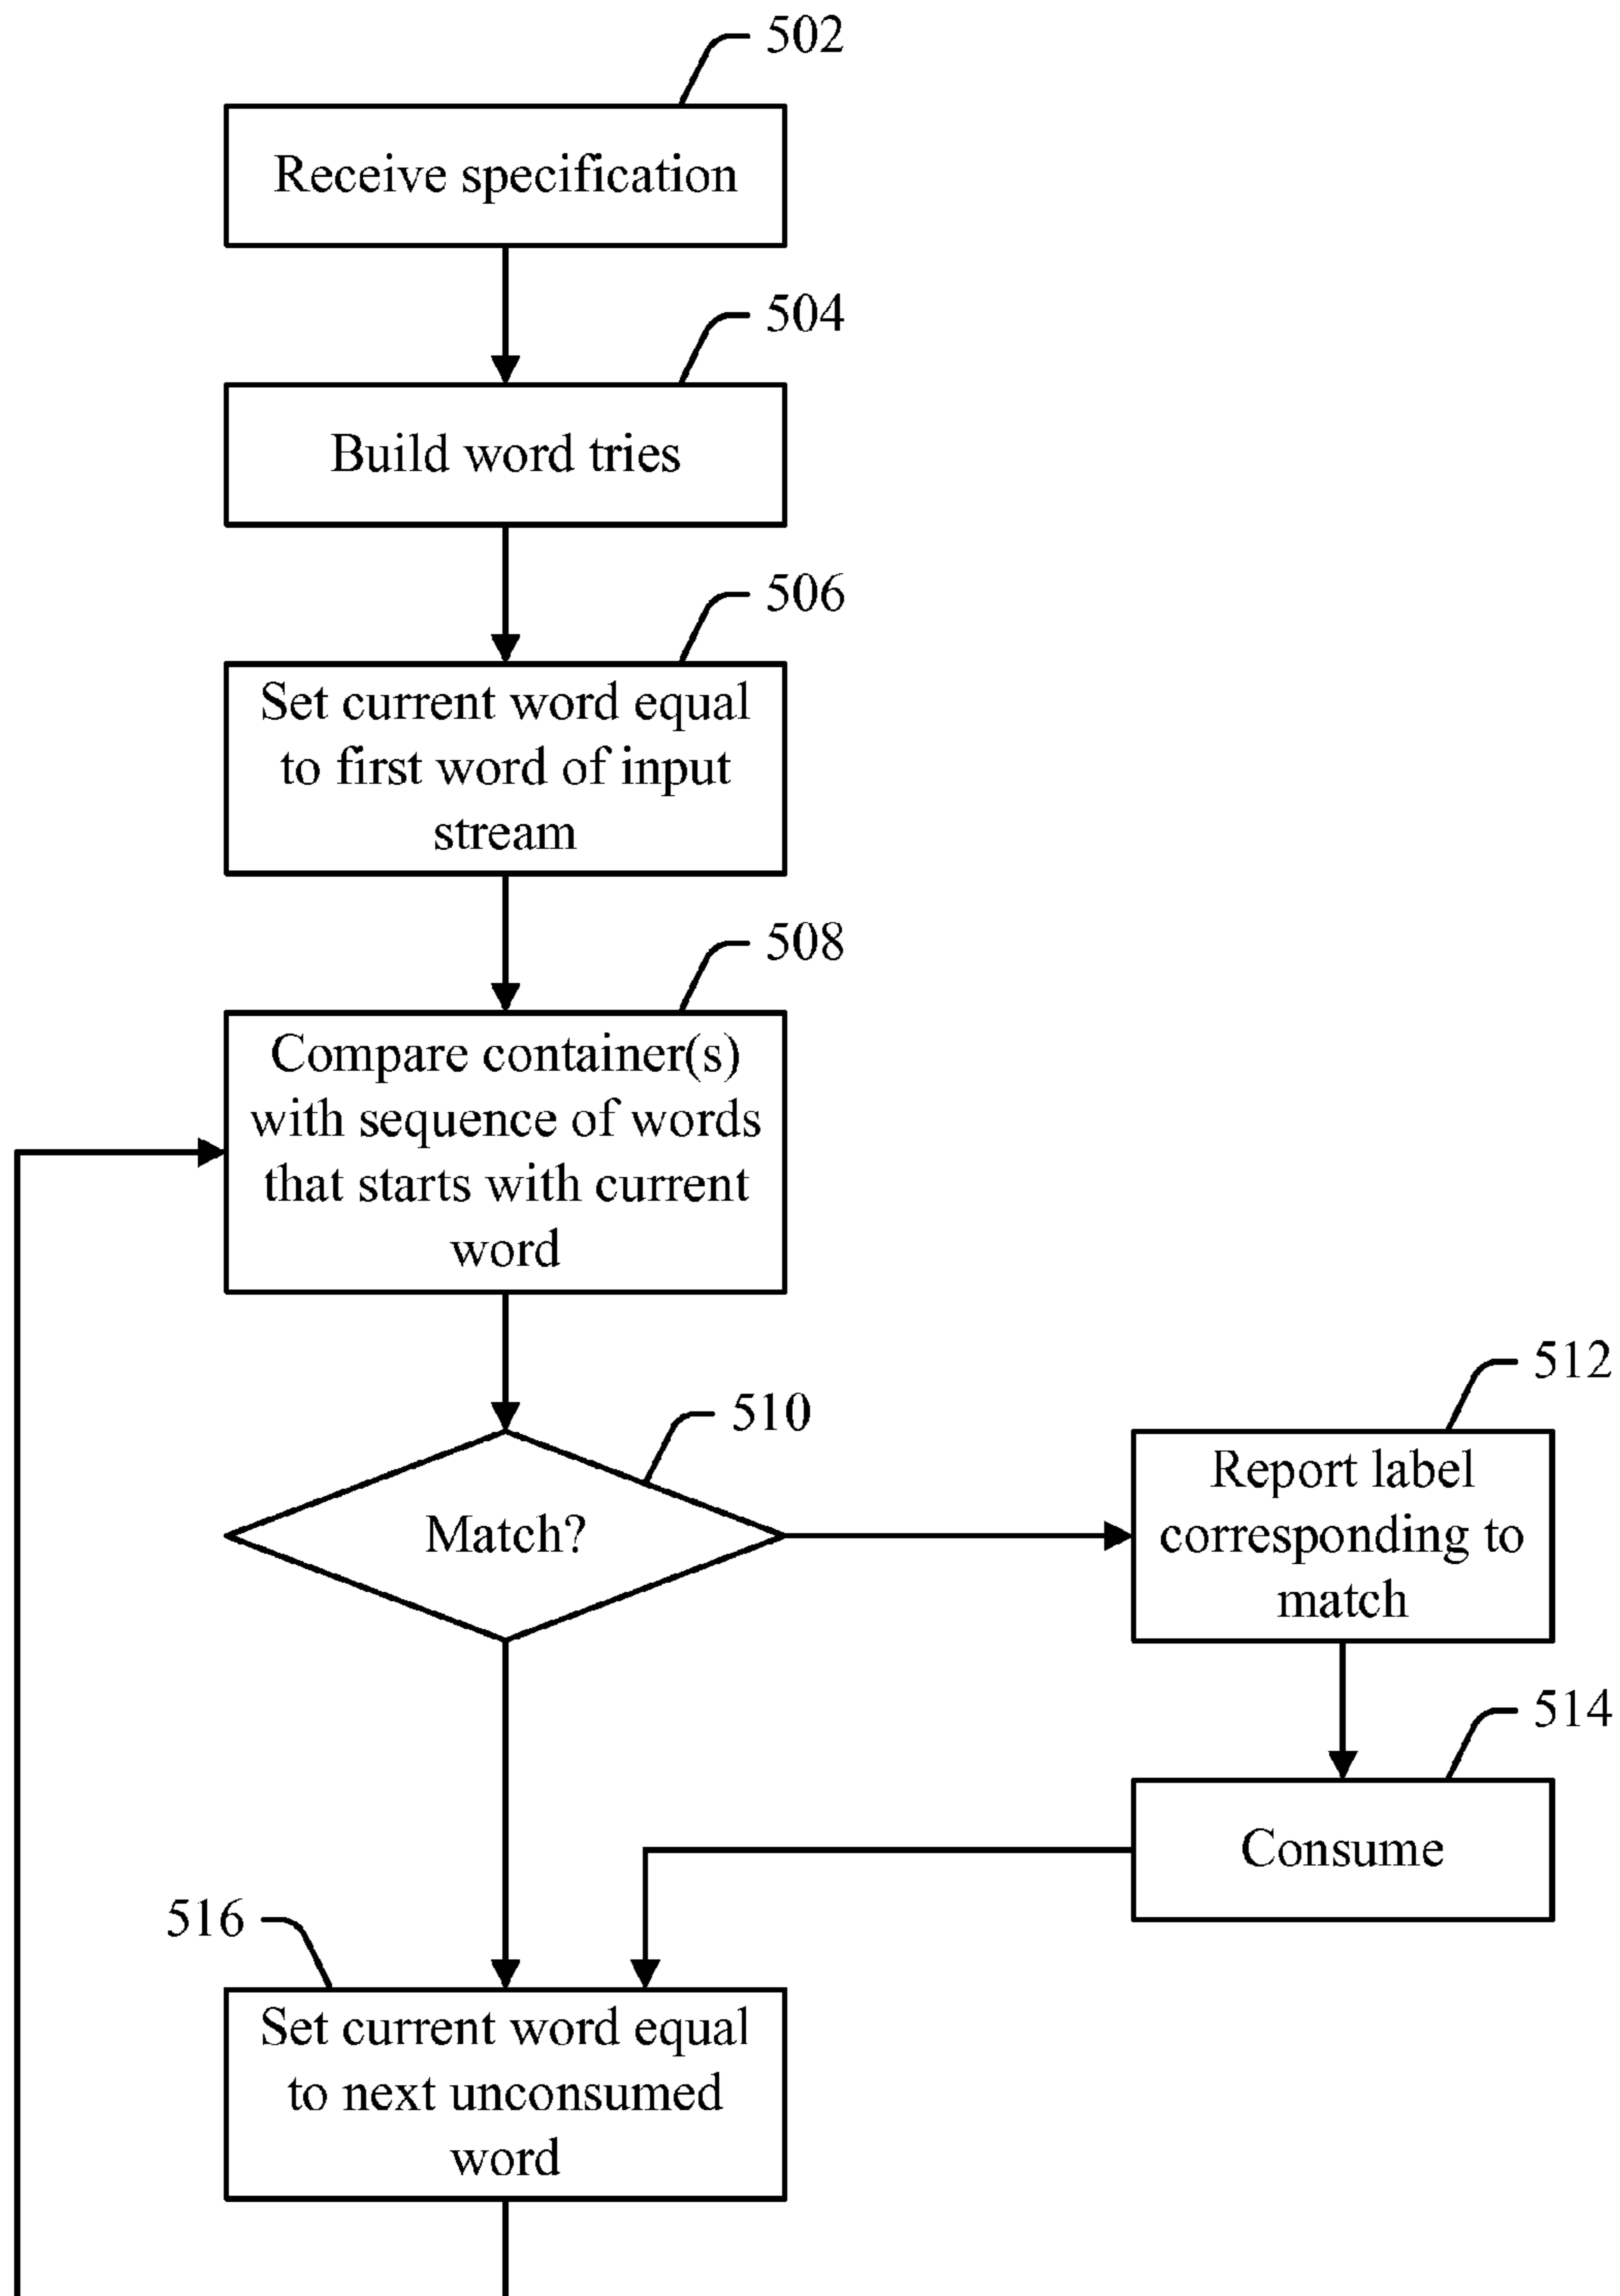 502
Receive specification
504
Build word tries
506
Set current word equal
to first word of input
stream
508
Compare container(s)
with sequence of words
that starts with current
word
510
Match?
512
Report label
corresponding to
match
514
Consume
516
Set current word equal
to next unconsumed
word